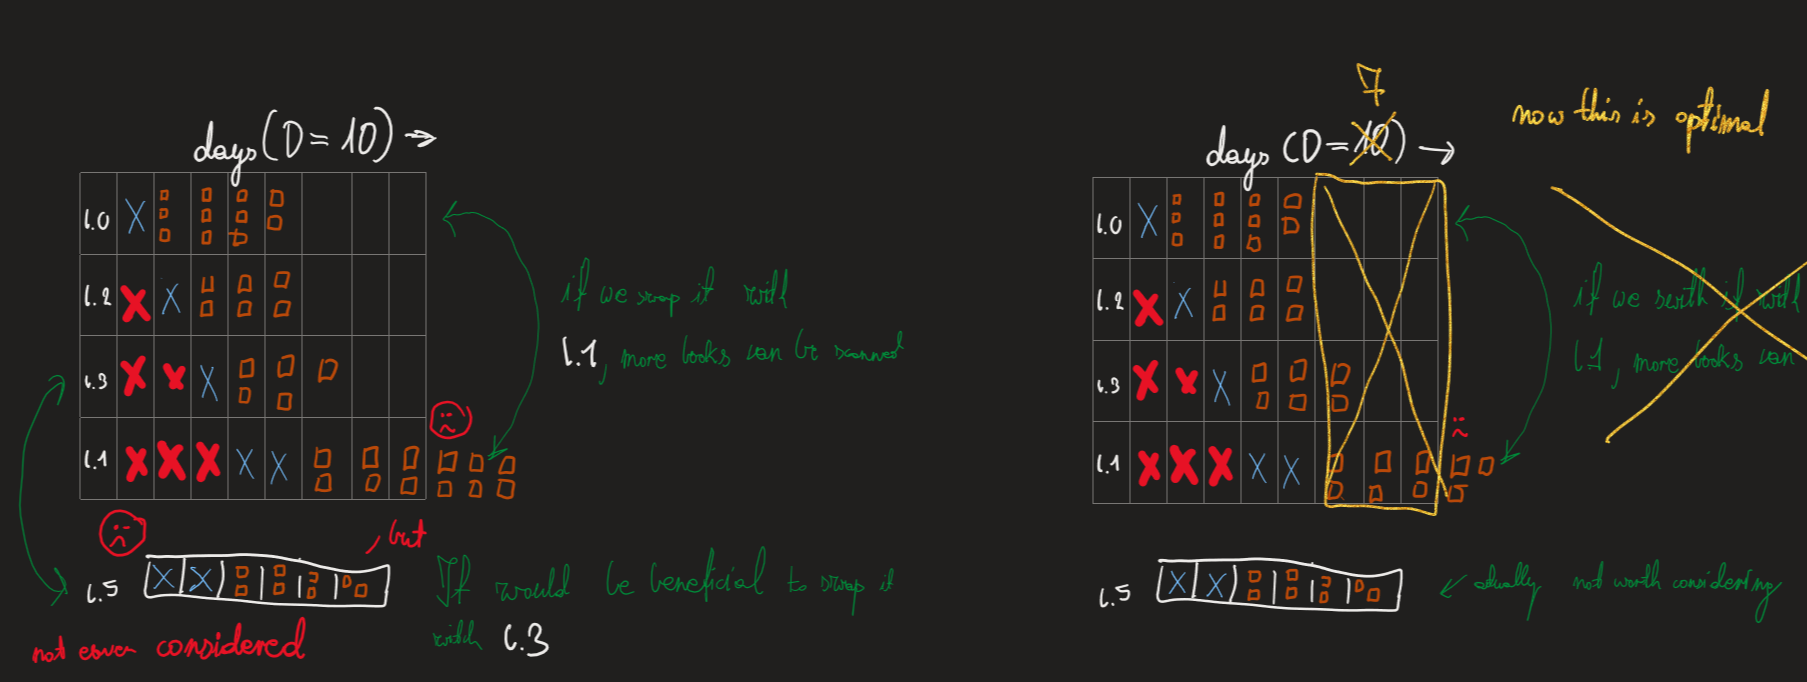 days (D = 10) →
l.0
l.2
l.3
l.1
if we swap it with
l.1, more books can be scanned
l.5
, but
not even considered
It would be beneficial to swap it
with l.3
7
days (D = 10) →
now this is optimal
l.0
l.2
l.3
l.1
if we swith it with
l.1, more books can
l.5
actually not worth considering